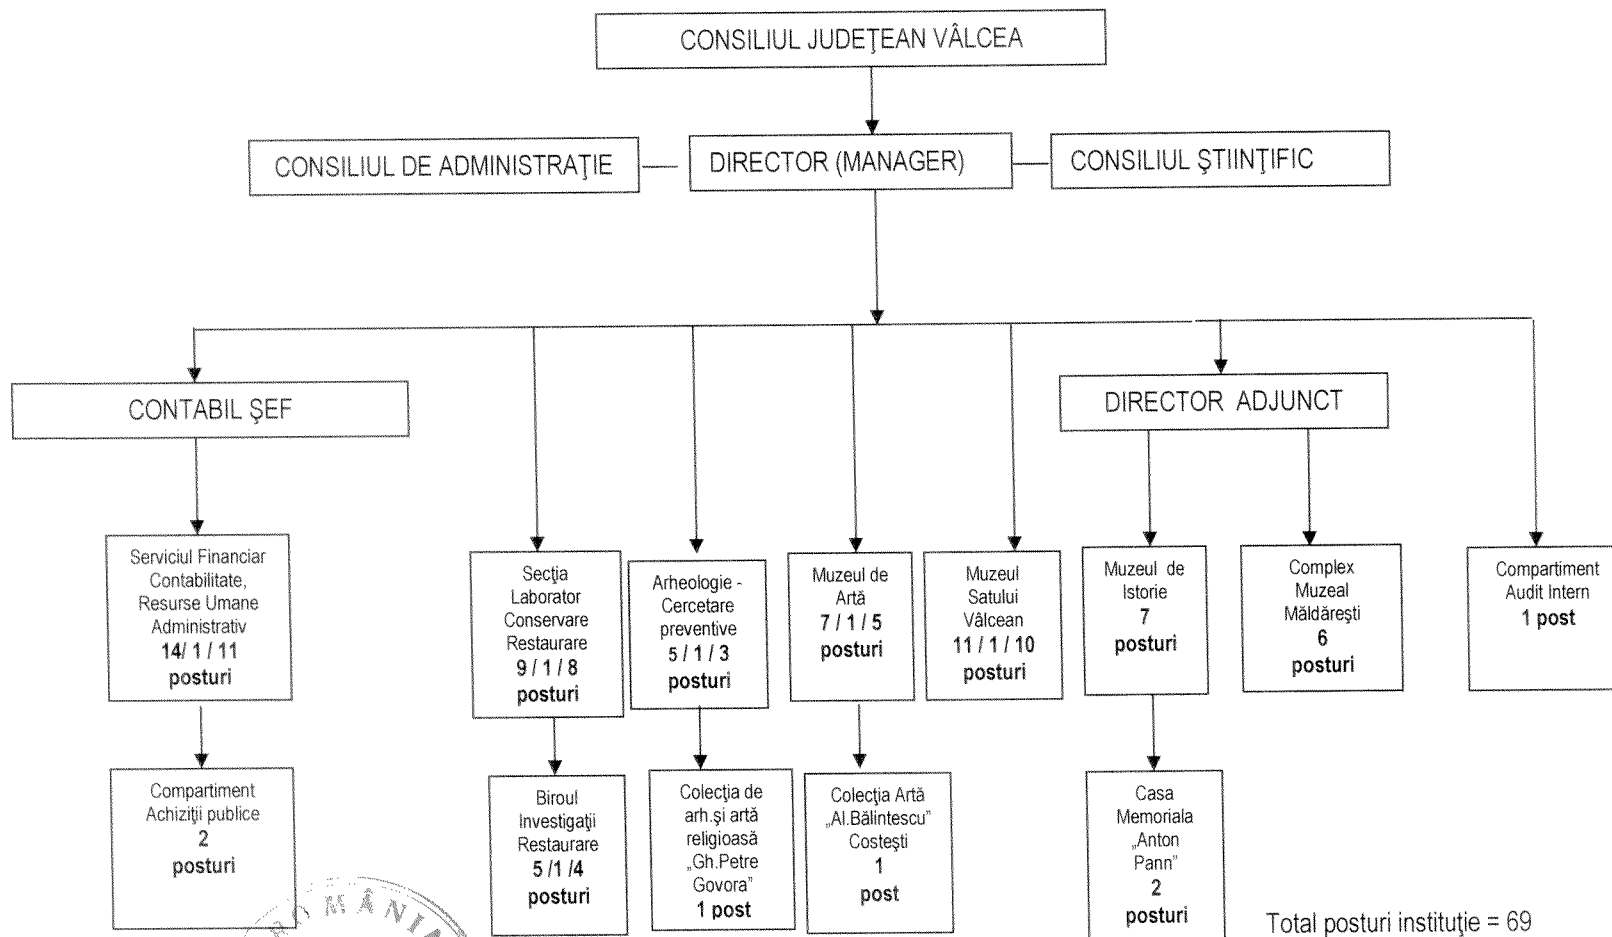 CONSILIUL JUDEŢEAN VÂLCEA
CONSILIUL DE ADMINISTRAŢIE
DIRECTOR (MANAGER)
CONSILIUL ŞTIINŢIFIC
CONTABIL ŞEF
DIRECTOR ADJUNCT
Serviciul Financiar
Contabilitate,
Resurse Umane
Administrativ
14/ 1 / 11
posturi
Secţia
Laborator
Conservare
Restaurare
9 / 1 / 8
posturi
Arheologie -
Cercetare
preventive
5 / 1 / 3
posturi
Muzeul de
Artă
7 / 1 / 5
posturi
Muzeul
Satului
Vâlcean
11 / 1 / 10
posturi
Muzeul de
Istorie
7
posturi
Complex
Muzeal
Măldăreşti
6
posturi
Compartiment
Audit Intern
1 post
Compartiment
Achiziţii publice
2
posturi
Biroul
Investigaţii
Restaurare
5 /1 /4
posturi
Colecţia de
arh.şi artă
religioasă
„Gh.Petre
Govora”
1 post
Colecţia Artă
„Al.Bălintescu”
Costeşti
1
post
Casa
Memoriala
„Anton
Pann”
2
posturi
Total posturi instituţie = 69
ROMÂNIA